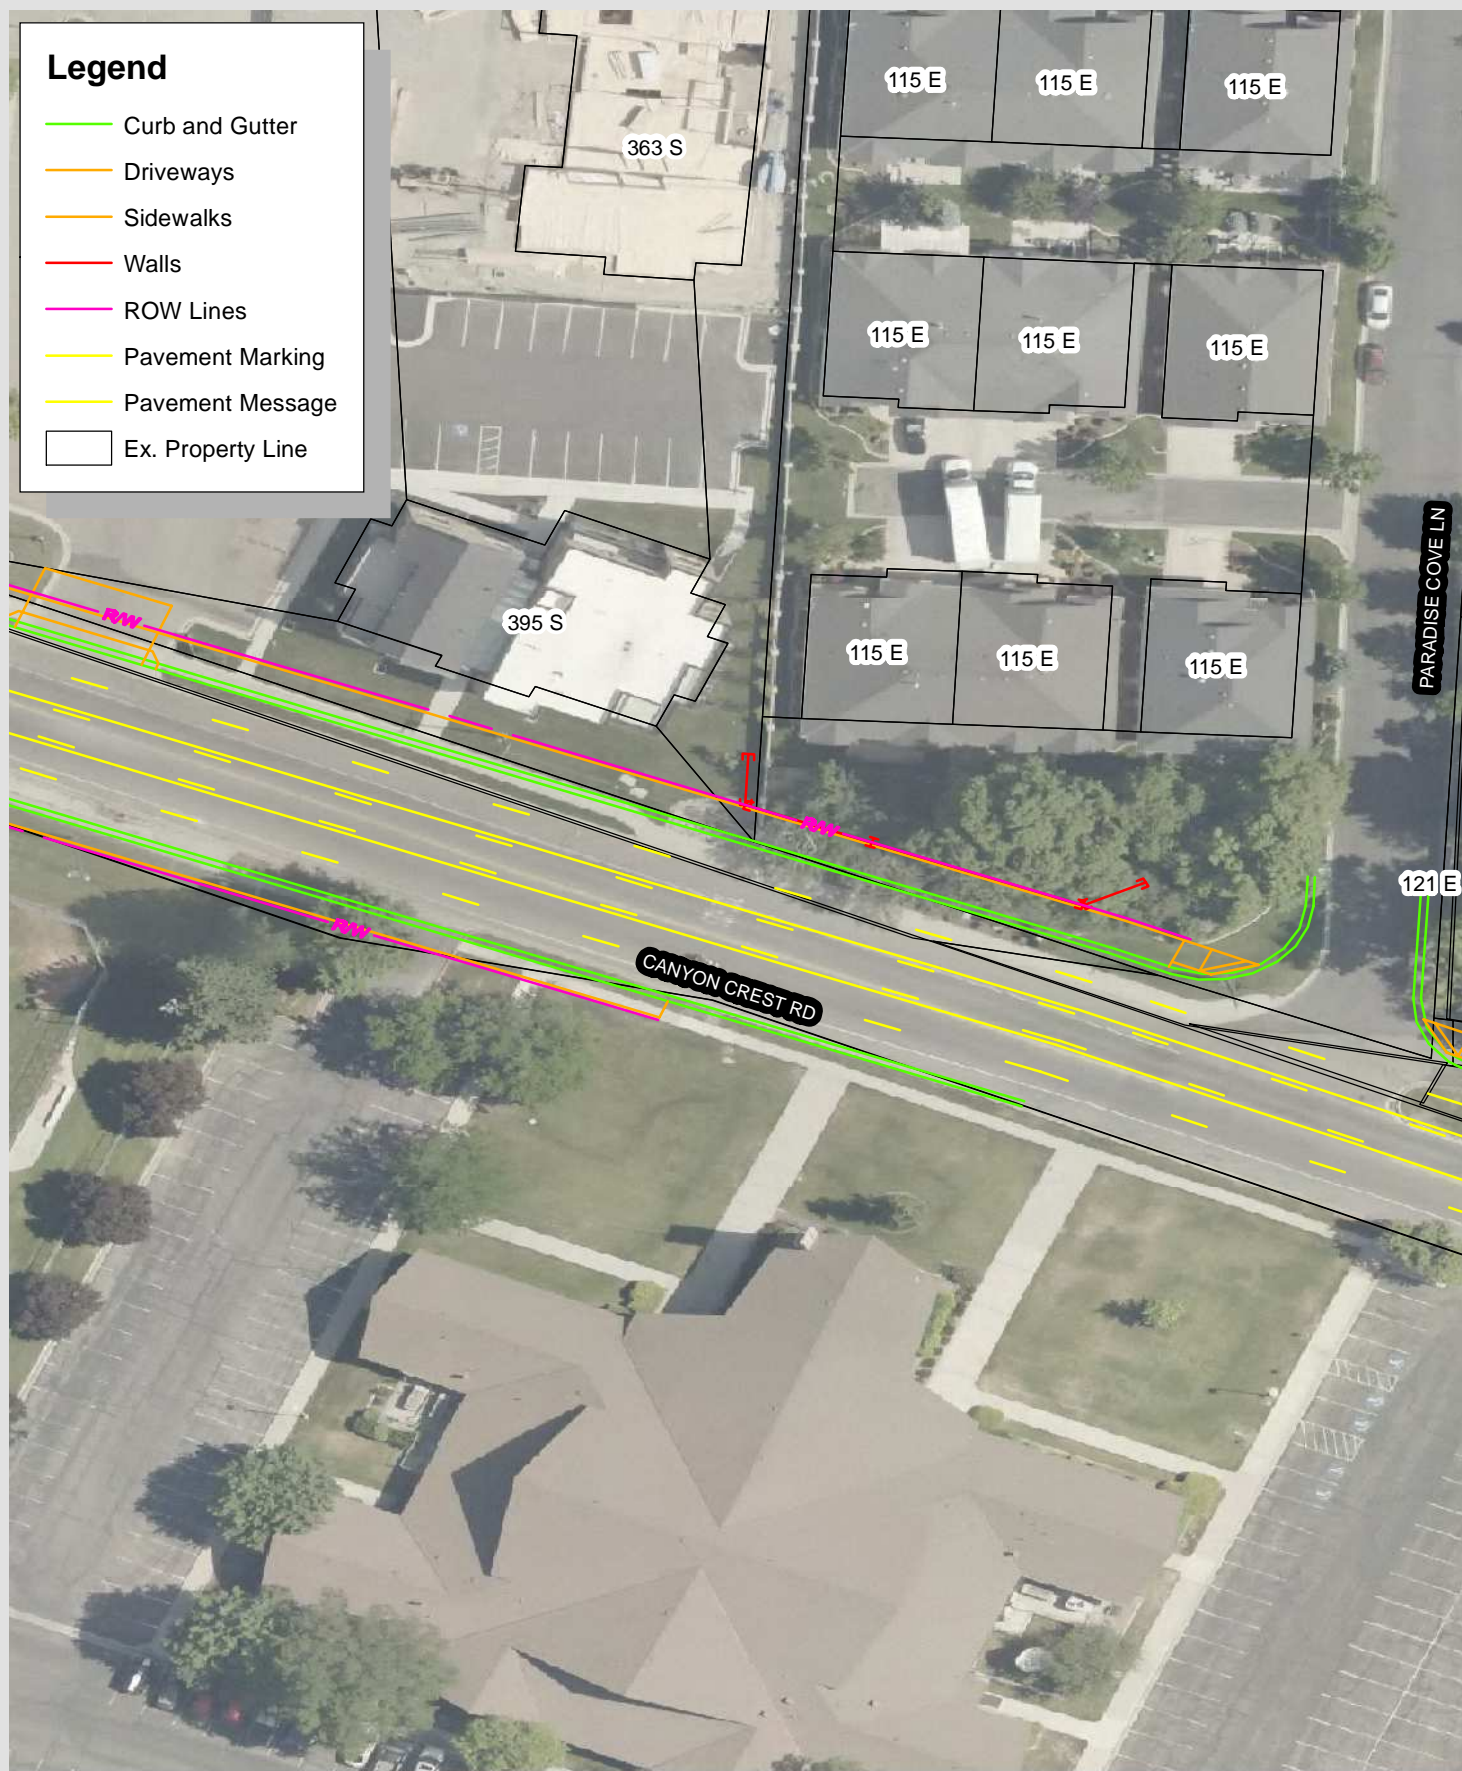 Legend
Curb and Gutter
Driveways
Sidewalks
Walls
ROW Lines
Pavement Marking
Pavement Message
Ex. Property Line
115 E
115 E
115 E
363 S
115 E
115 E
115 E
PARADISE COVE LN
395 S
115 E
115 E
115 E
R/W
R/W
121 E
R/W
CANYON CREST RD